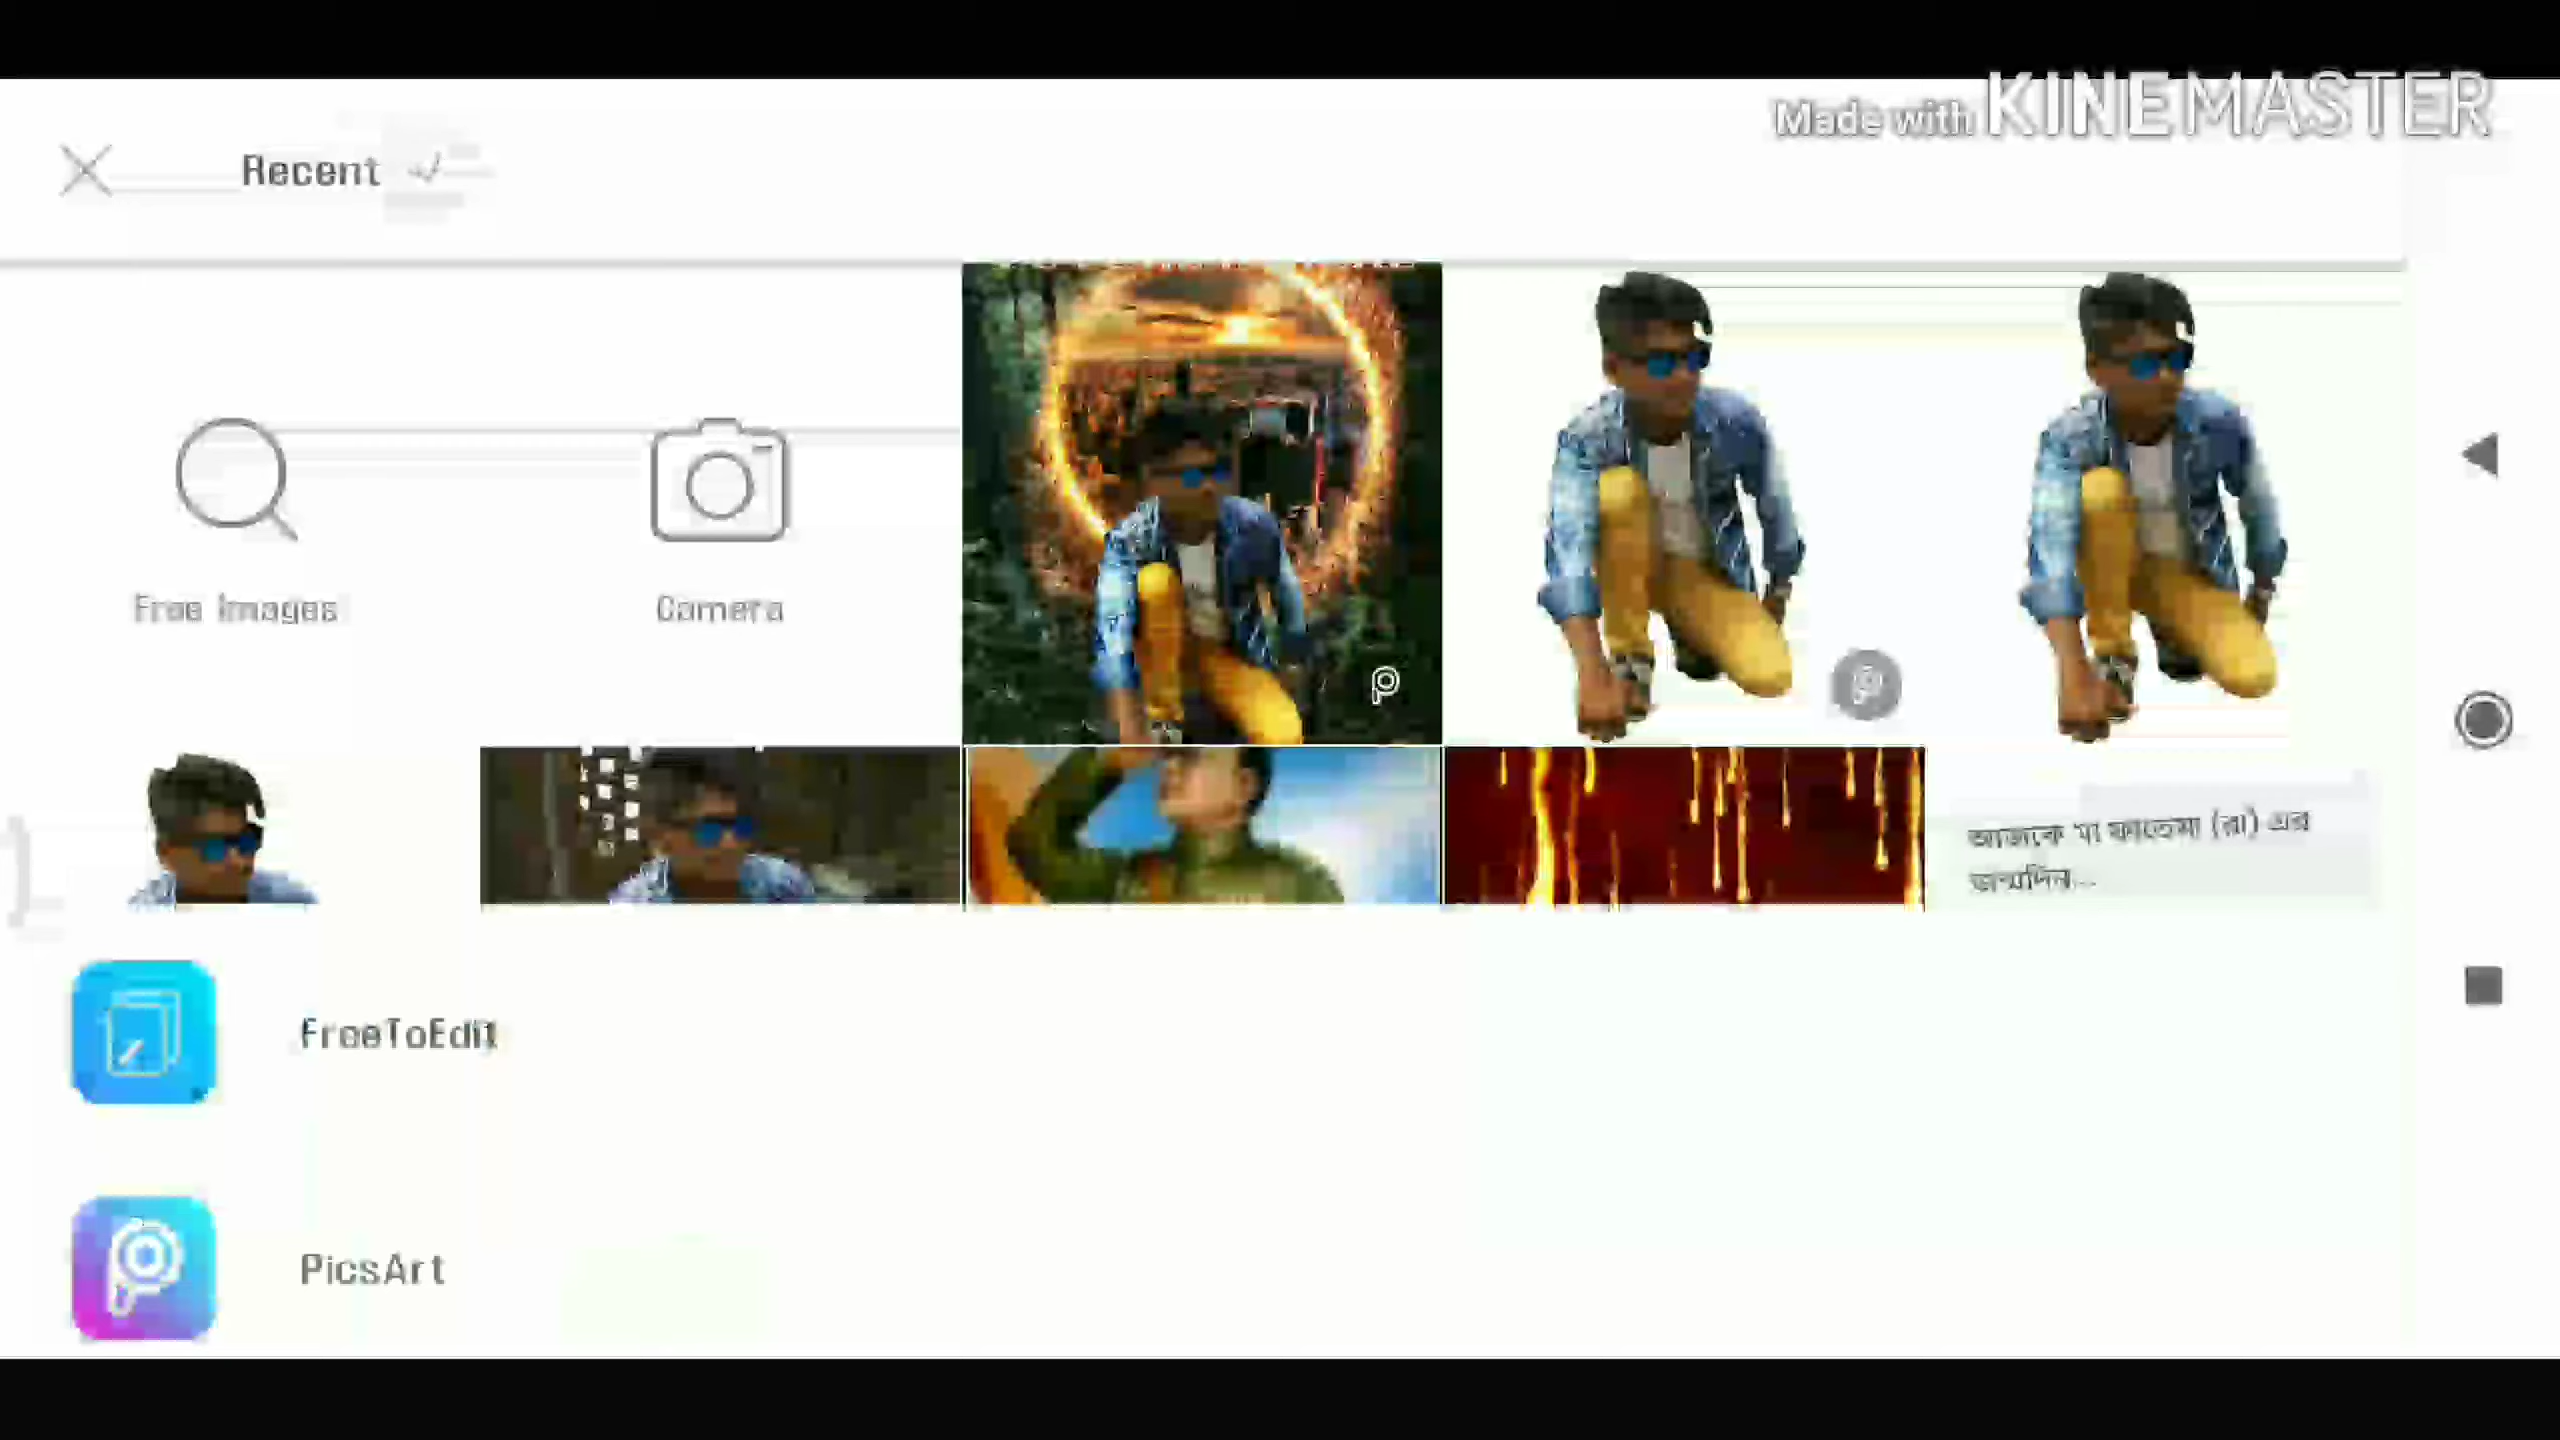 Made with KINEMASTER
Recent
Free Images
Camera
আজকে মা ফাতেমা (রা) এর
জন্মদিন...
FreeToEdit
PicsArt